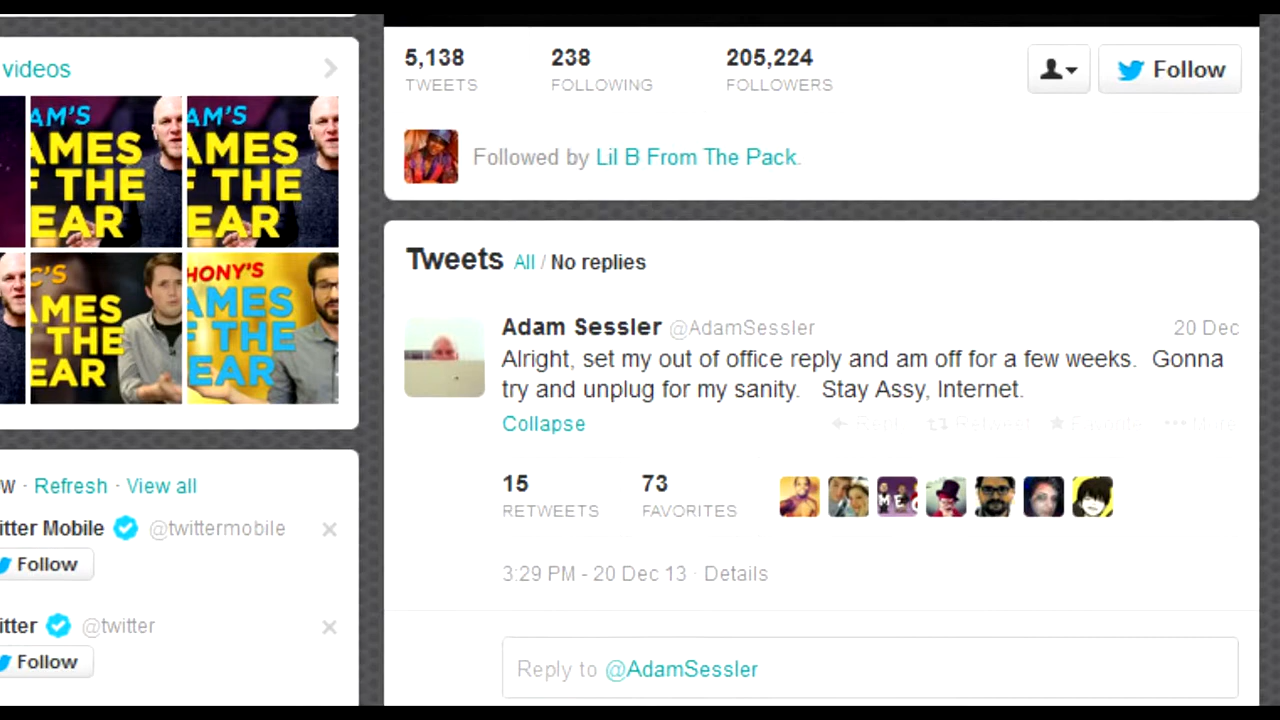 videos
AM'S
AMES
F THE
EAR
AM'S
AMES
F THE
EAR
C'S
AMES
THE
EAR
HONY'S
AMES
F THE
EAR
w · Refresh · View all
itter Mobile @twittermobile
Follow
itter @twitter
Follow
5,138 238 205,224
TWEETS FOLLOWING FOLLOWERS
Follow
Followed by Lil B From The Pack.
Tweets All / No replies
Adam Sessler @AdamSessler 20 Dec
Alright, set my out of office reply and am off for a few weeks. Gonna
try and unplug for my sanity. Stay Assy, Internet.
Collapse Reply Retweet Favorite More
15 73
RETWEETS FAVORITES
3:29 PM - 20 Dec 13 · Details
Reply to @AdamSessler